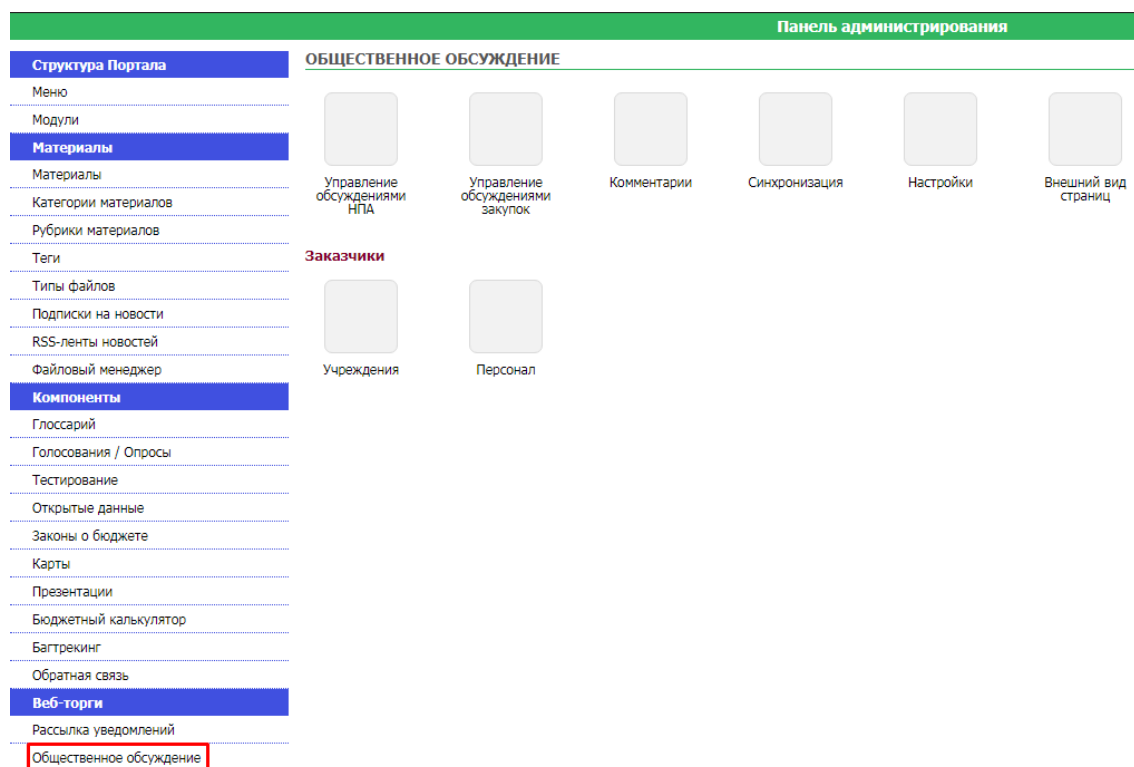 Панель администрирования
Структура Портала
Меню
Модули
Материалы
Материалы
Категории материалов
Рубрики материалов
Теги
Типы файлов
Подписки на новости
RSS-ленты новостей
Файловый менеджер
Компоненты
Глоссарий
Голосования / Опросы
Тестирование
Открытые данные
Законы о бюджете
Карты
Презентации
Бюджетный калькулятор
Багтрекинг
Обратная связь
Веб-торги
Рассылка уведомлений
Общественное обсуждение
ОБЩЕСТВЕННОЕ ОБСУЖДЕНИЕ
Управление
обсуждениями
НПА
Управление
обсуждениями
закупок
Комментарии
Синхронизация
Настройки
Внешний вид
страниц
Заказчики
Учреждения
Персонал